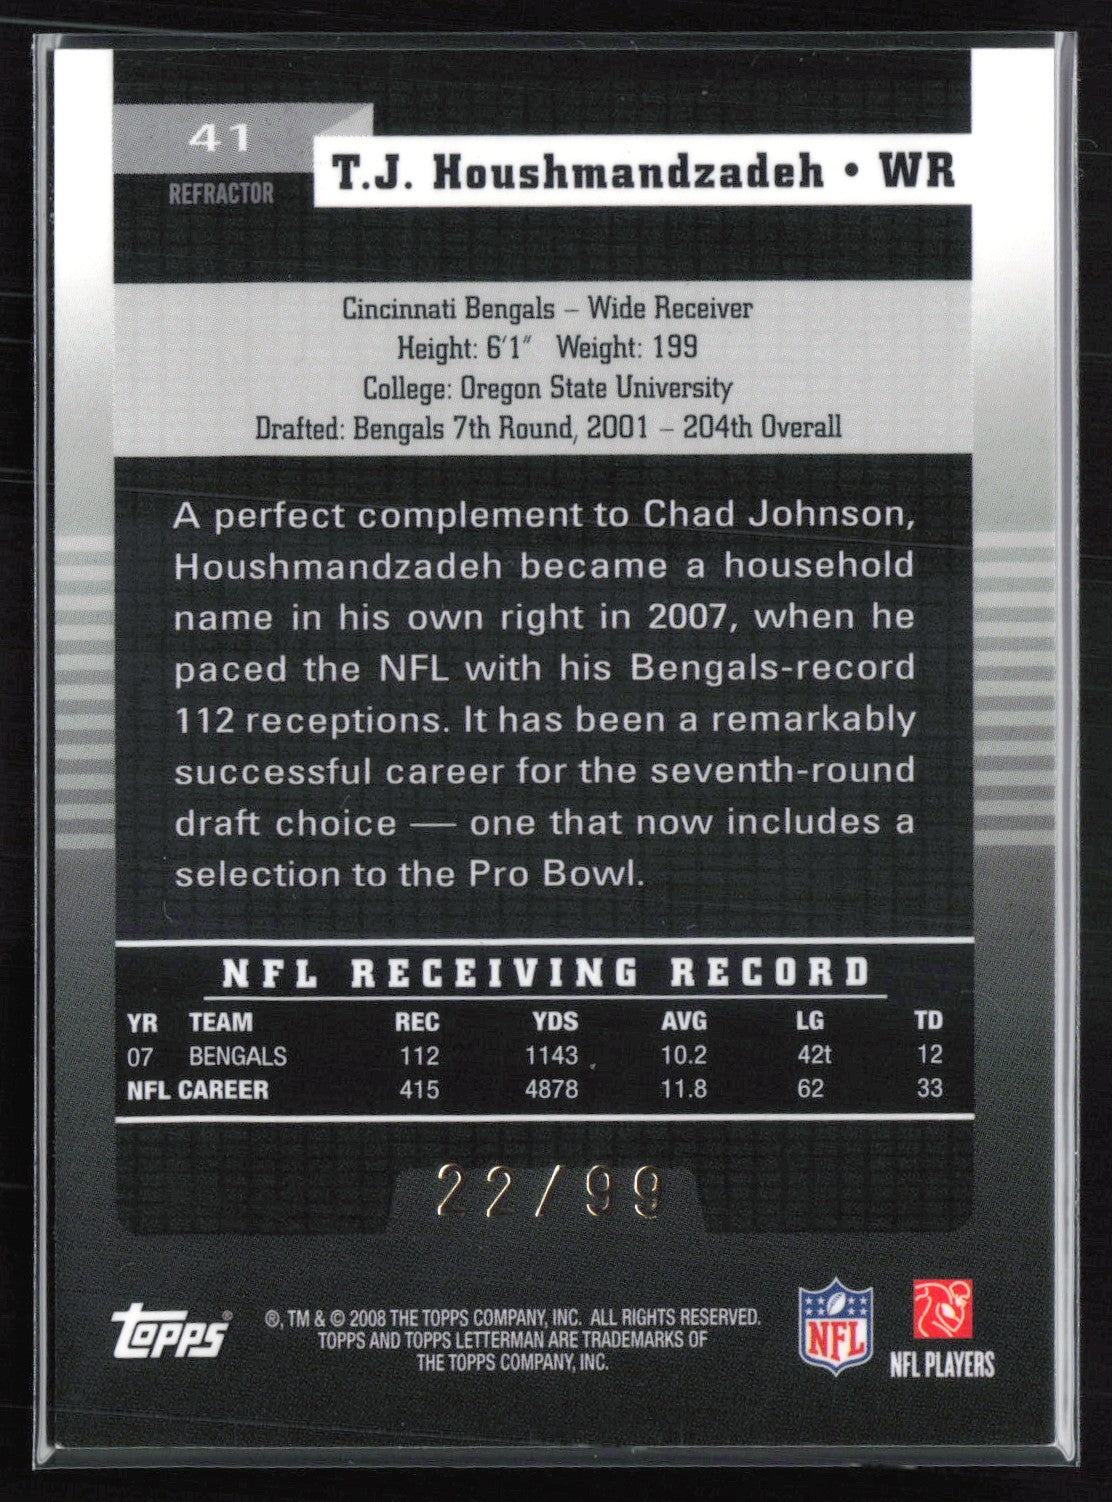 41
REFRACTOR
T.J. Houshmandzadeh • WR
Cincinnati Bengals – Wide Receiver
Height: 6'1" Weight: 199
College: Oregon State University
Drafted: Bengals 7th Round, 2001 – 204th Overall
A perfect complement to Chad Johnson,
Houshmandzadeh became a household
name in his own right in 2007, when he
paced the NFL with his Bengals-record
112 receptions. It has been a remarkably
successful career for the seventh-round
draft choice — one that now includes a
selection to the Pro Bowl.
NFL RECEIVING RECORD
YR TEAM REC YDS AVG LG TD
07 BENGALS 112 1143 10.2 42t 12
NFL CAREER 415 4878 11.8 62 33
22/99
topps®
®, TM & © 2008 THE TOPPS COMPANY, INC. ALL RIGHTS RESERVED.
TOPPS AND TOPPS LETTERMAN ARE TRADEMARKS OF
THE TOPPS COMPANY, INC.
NFL
NFL PLAYERS